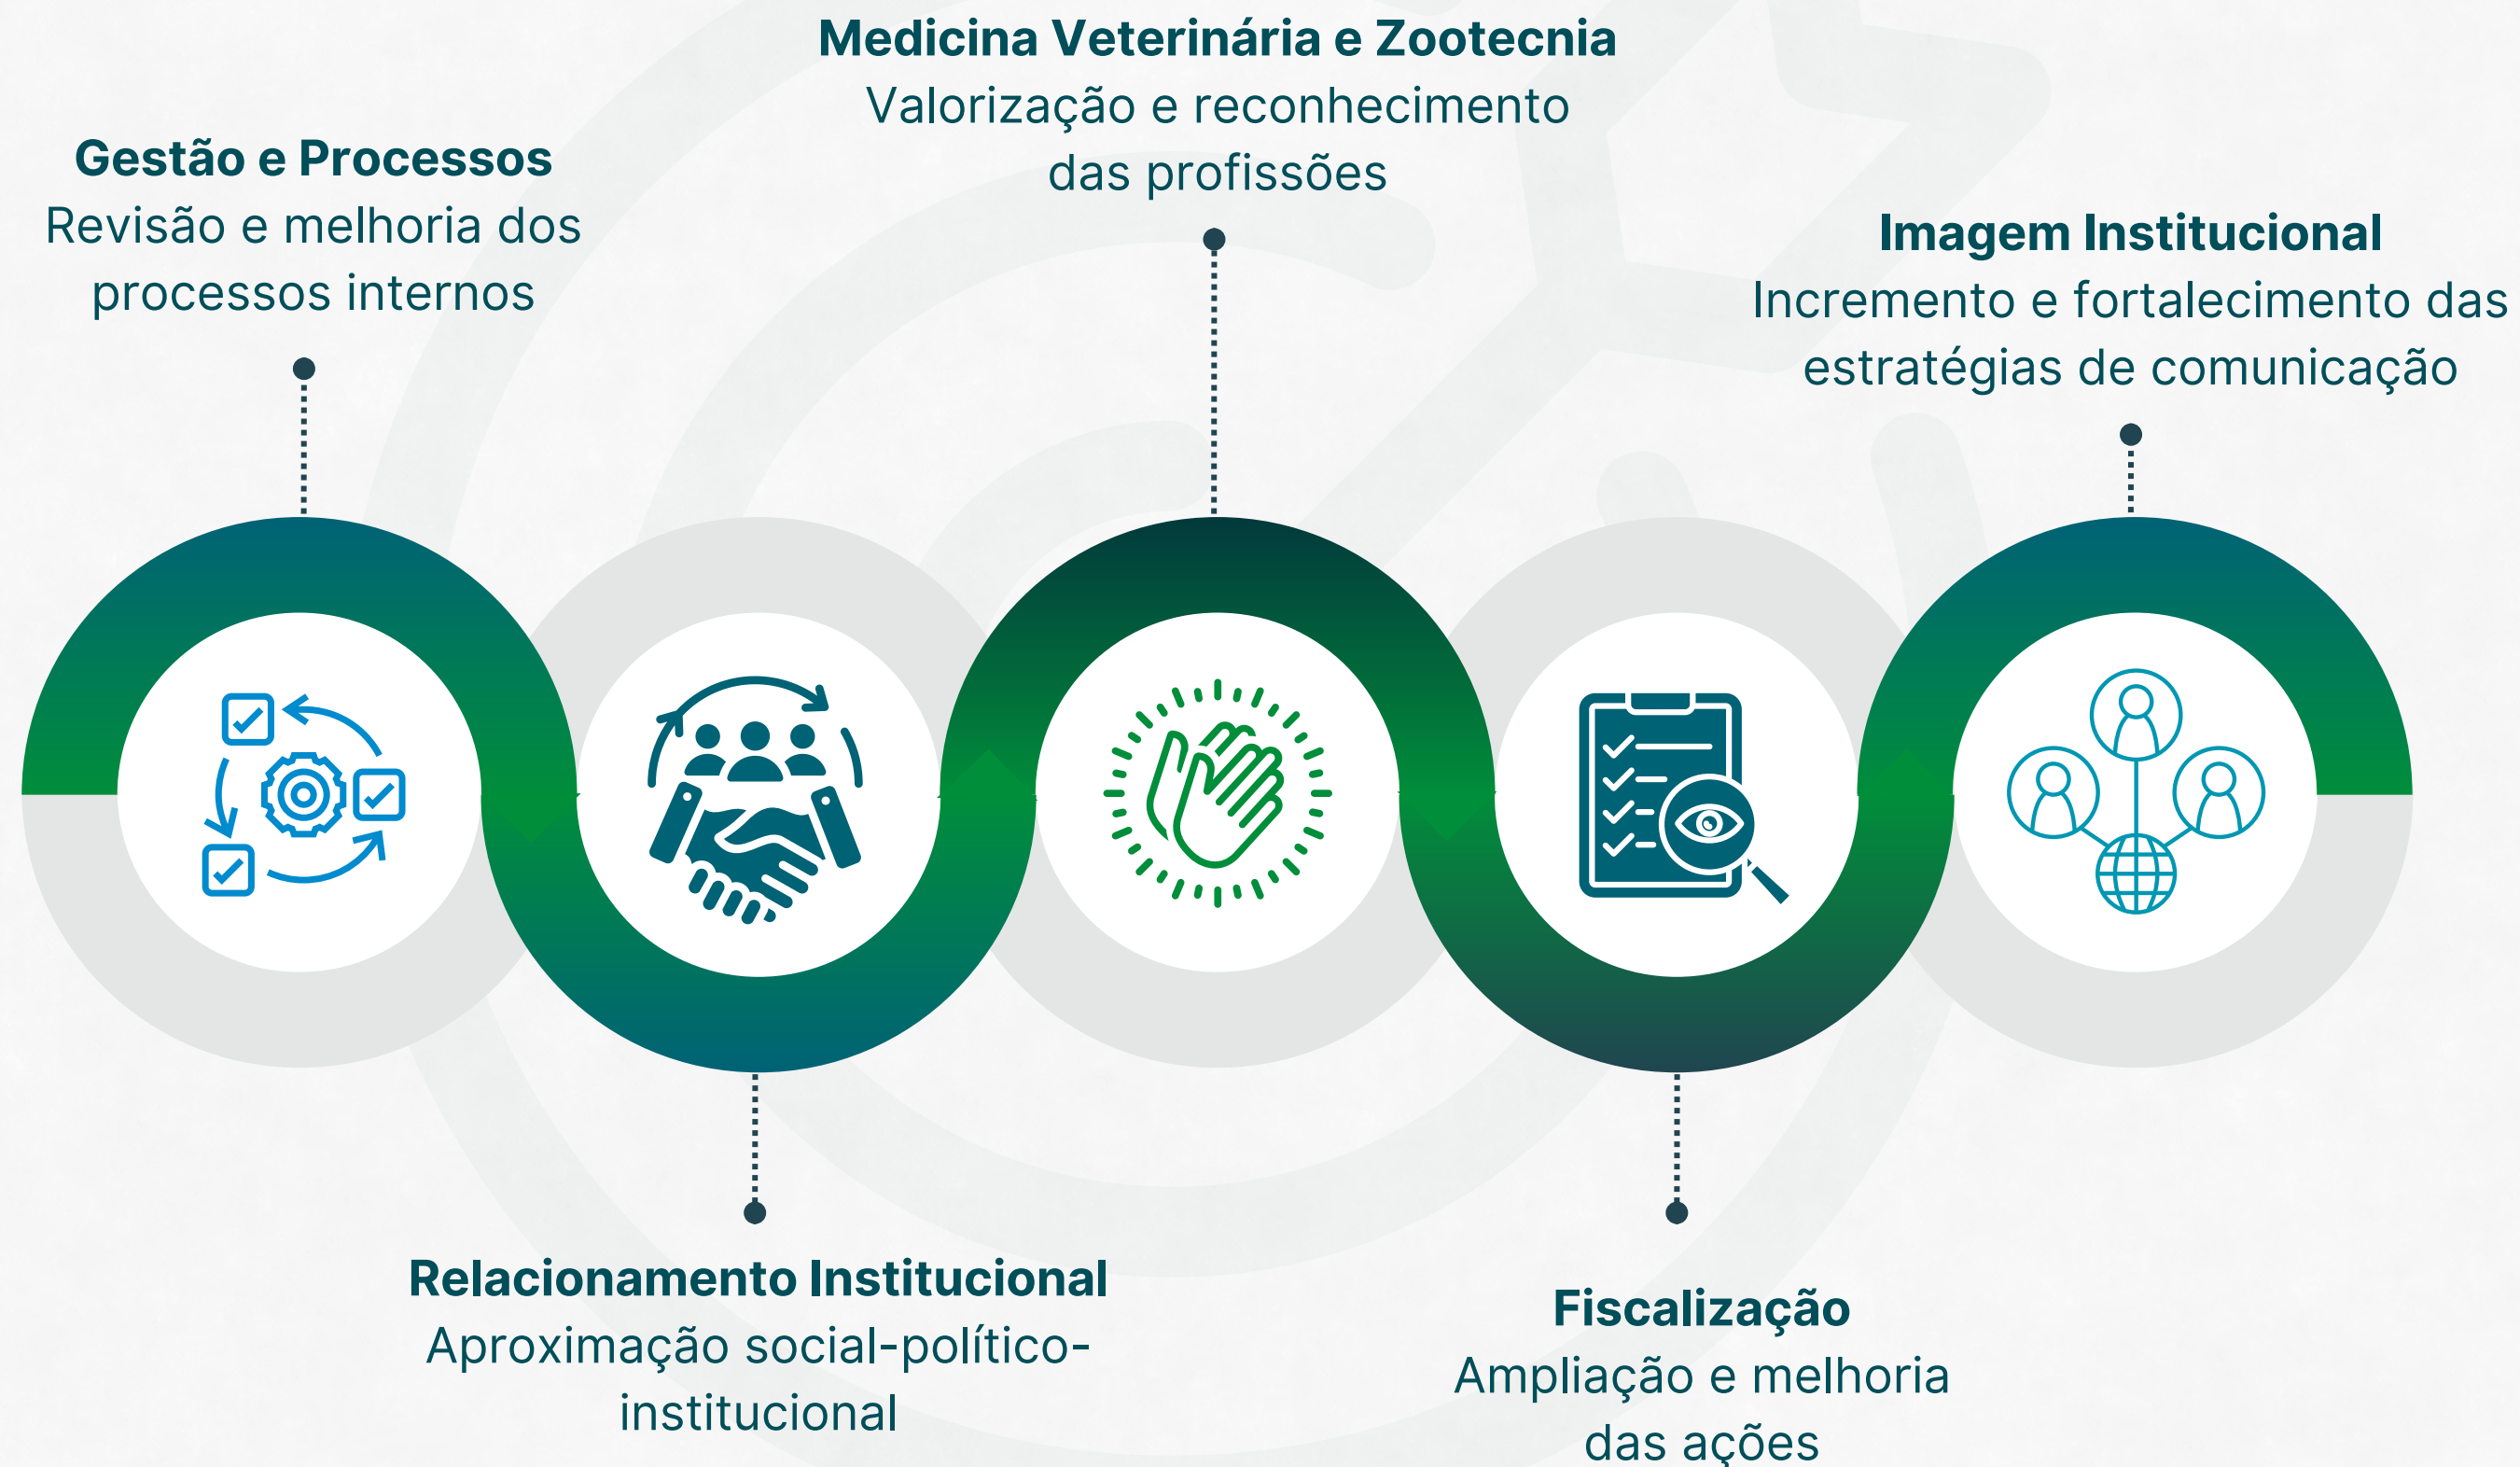 Medicina Veterinária e Zootecnia
Valorização e reconhecimento
das profissões
Gestão e Processos
Revisão e melhoria dos
processos internos
Imagem Institucional
Incremento e fortalecimento das
estratégias de comunicação
Relacionamento Institucional
Aproximação social-político-
institucional
Fiscalização
Ampliação e melhoria
das ações